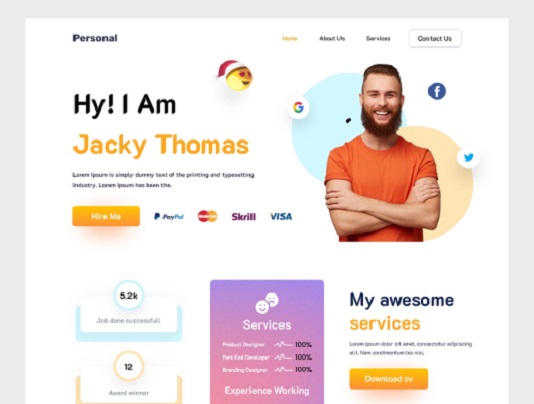 Personal
Home
About Us
Services
Contact Us
Hy! I Am
Jacky Thomas
Lorem Ipsum is simply dummy text of the printing and typesetting
industry. Lorem Ipsum has been the.
Hire Me
PayPal
MasterCard
Skrill
VISA
5.2k
Job done successfull
12
Award winner
Services
Product Designer 100%
Font End Developer 100%
Branding Designer 100%
Experience Working
My awesome
services
Lorem ipsum dolor sit amet, consectetur adipiscing
elit. Nam condimentum leo nisi,
Download cv